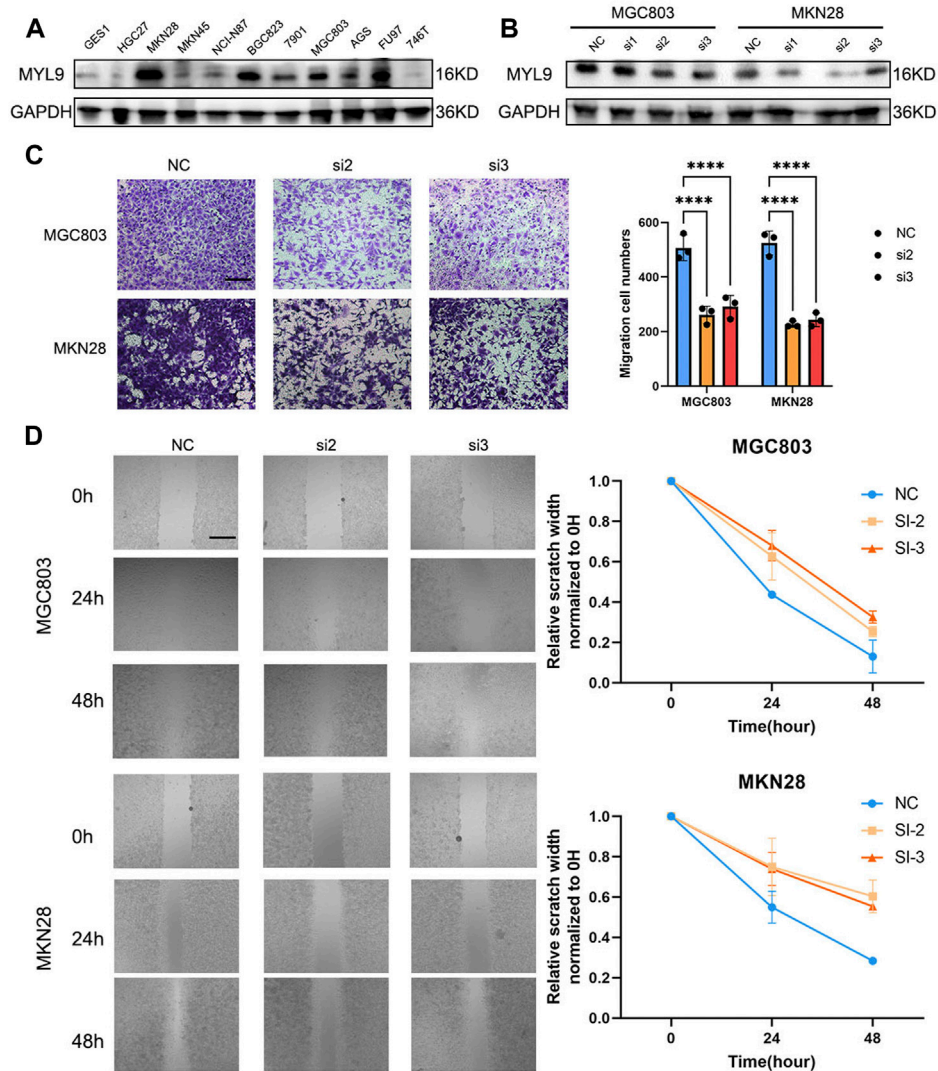 A
GES1 HGC27 MKN28 MKN45 NCI-N87 BGC823 7901 MGC803 AGS FU97 746T
MYL9 16KD
GAPDH 36KD
B
MGC803 MKN28
NC si1 si2 si3 NC si1 si2 si3
MYL9 16KD
GAPDH 36KD
C
NC si2 si3
MGC803
MKN28
**** ****
**** ****
Migration cell numbers
600
400
200
0
MGC803 MKN28
NC
si2
si3
D
NC si2 si3
MGC803
0h
24h
48h
MKN28
0h
24h
48h
MGC803
Relative scratch width
normalized to 0H
1.0
0.8
0.6
0.4
0.2
0.0
0 24 48
Time(hour)
NC
SI-2
SI-3
MKN28
Relative scratch width
normalized to 0H
1.0
0.8
0.6
0.4
0.2
0.0
0 24 48
Time(hour)
NC
SI-2
SI-3